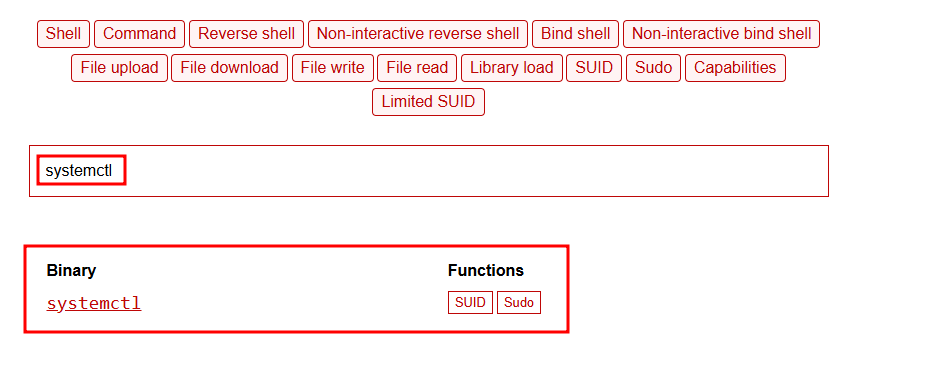 Shell Command Reverse shell Non-interactive reverse shell Bind shell Non-interactive bind shell
File upload File download File write File read Library load SUID Sudo Capabilities
Limited SUID
systemctl
Binary Functions
systemctl SUID Sudo